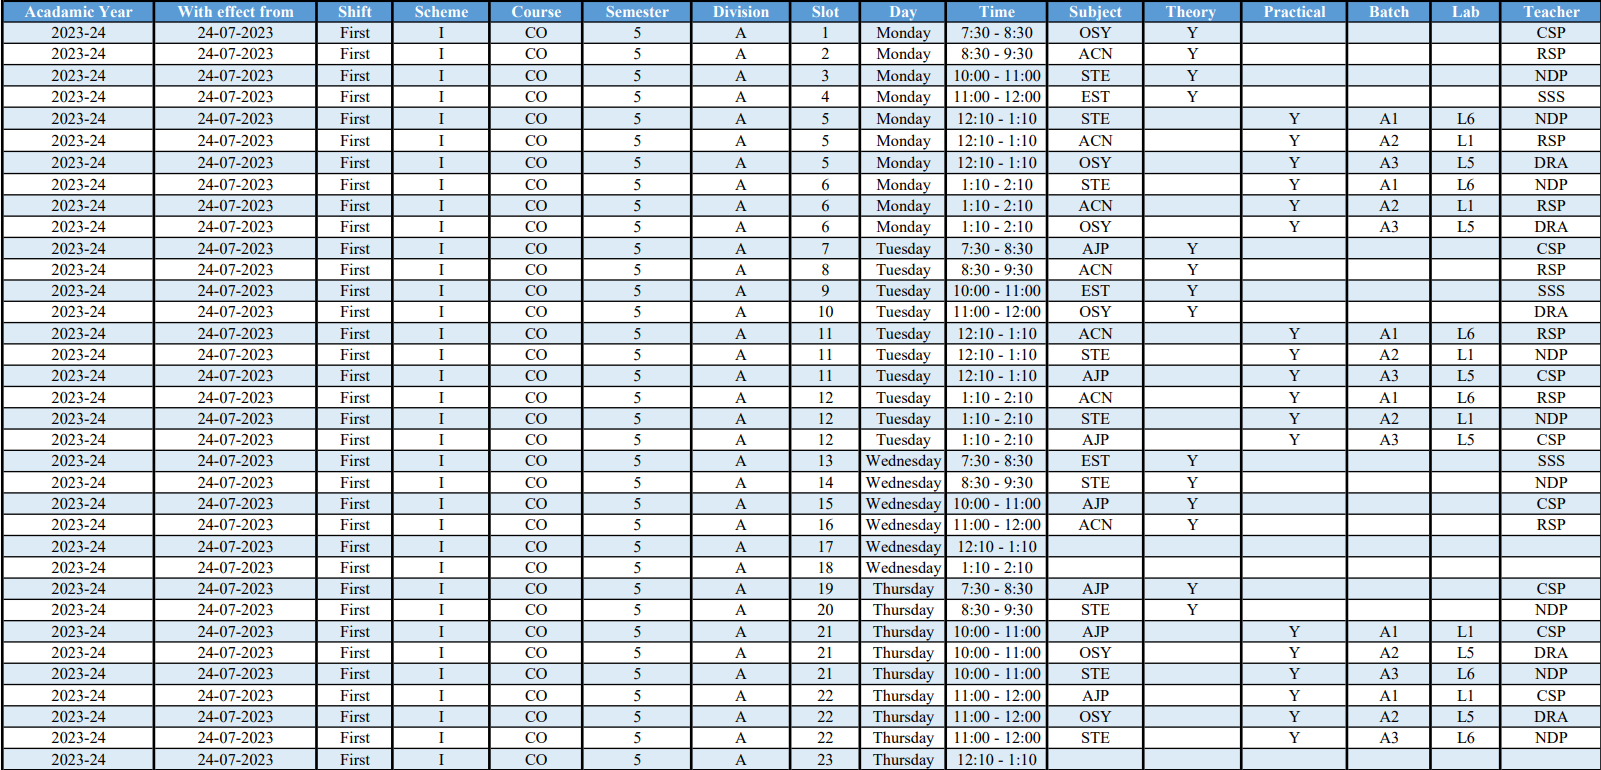 Acadamic Year With effect from Shift Scheme Course Semester Division Slot Day Time Subject Theory Practical Batch Lab Teacher
2023-24 24-07-2023 First I CO 5 A 1 Monday 7:30 - 8:30 OSY Y CSP
2023-24 24-07-2023 First I CO 5 A 2 Monday 8:30 - 9:30 ACN Y RSP
2023-24 24-07-2023 First I CO 5 A 3 Monday 10:00 - 11:00 STE Y NDP
2023-24 24-07-2023 First I CO 5 A 4 Monday 11:00 - 12:00 EST Y SSS
2023-24 24-07-2023 First I CO 5 A 5 Monday 12:10 - 1:10 STE Y A1 L6 NDP
2023-24 24-07-2023 First I CO 5 A 5 Monday 12:10 - 1:10 ACN Y A2 L1 RSP
2023-24 24-07-2023 First I CO 5 A 5 Monday 12:10 - 1:10 OSY Y A3 L5 DRA
2023-24 24-07-2023 First I CO 5 A 6 Monday 1:10 - 2:10 STE Y A1 L6 NDP
2023-24 24-07-2023 First I CO 5 A 6 Monday 1:10 - 2:10 ACN Y A2 L1 RSP
2023-24 24-07-2023 First I CO 5 A 6 Monday 1:10 - 2:10 OSY Y A3 L5 DRA
2023-24 24-07-2023 First I CO 5 A 7 Tuesday 7:30 - 8:30 AJP Y CSP
2023-24 24-07-2023 First I CO 5 A 8 Tuesday 8:30 - 9:30 ACN Y RSP
2023-24 24-07-2023 First I CO 5 A 9 Tuesday 10:00 - 11:00 EST Y SSS
2023-24 24-07-2023 First I CO 5 A 10 Tuesday 11:00 - 12:00 OSY Y DRA
2023-24 24-07-2023 First I CO 5 A 11 Tuesday 12:10 - 1:10 ACN Y A1 L6 RSP
2023-24 24-07-2023 First I CO 5 A 11 Tuesday 12:10 - 1:10 STE Y A2 L1 NDP
2023-24 24-07-2023 First I CO 5 A 11 Tuesday 12:10 - 1:10 AJP Y A3 L5 CSP
2023-24 24-07-2023 First I CO 5 A 12 Tuesday 1:10 - 2:10 ACN Y A1 L6 RSP
2023-24 24-07-2023 First I CO 5 A 12 Tuesday 1:10 - 2:10 STE Y A2 L1 NDP
2023-24 24-07-2023 First I CO 5 A 12 Tuesday 1:10 - 2:10 AJP Y A3 L5 CSP
2023-24 24-07-2023 First I CO 5 A 13 Wednesday 7:30 - 8:30 EST Y SSS
2023-24 24-07-2023 First I CO 5 A 14 Wednesday 8:30 - 9:30 STE Y NDP
2023-24 24-07-2023 First I CO 5 A 15 Wednesday 10:00 - 11:00 AJP Y CSP
2023-24 24-07-2023 First I CO 5 A 16 Wednesday 11:00 - 12:00 ACN Y RSP
2023-24 24-07-2023 First I CO 5 A 17 Wednesday 12:10 - 1:10
2023-24 24-07-2023 First I CO 5 A 18 Wednesday 1:10 - 2:10
2023-24 24-07-2023 First I CO 5 A 19 Thursday 7:30 - 8:30 AJP Y CSP
2023-24 24-07-2023 First I CO 5 A 20 Thursday 8:30 - 9:30 STE Y NDP
2023-24 24-07-2023 First I CO 5 A 21 Thursday 10:00 - 11:00 AJP Y A1 L1 CSP
2023-24 24-07-2023 First I CO 5 A 21 Thursday 10:00 - 11:00 OSY Y A2 L5 DRA
2023-24 24-07-2023 First I CO 5 A 21 Thursday 10:00 - 11:00 STE Y A3 L6 NDP
2023-24 24-07-2023 First I CO 5 A 22 Thursday 11:00 - 12:00 AJP Y A1 L1 CSP
2023-24 24-07-2023 First I CO 5 A 22 Thursday 11:00 - 12:00 OSY Y A2 L5 DRA
2023-24 24-07-2023 First I CO 5 A 22 Thursday 11:00 - 12:00 STE Y A3 L6 NDP
2023-24 24-07-2023 First I CO 5 A 23 Thursday 12:10 - 1:10